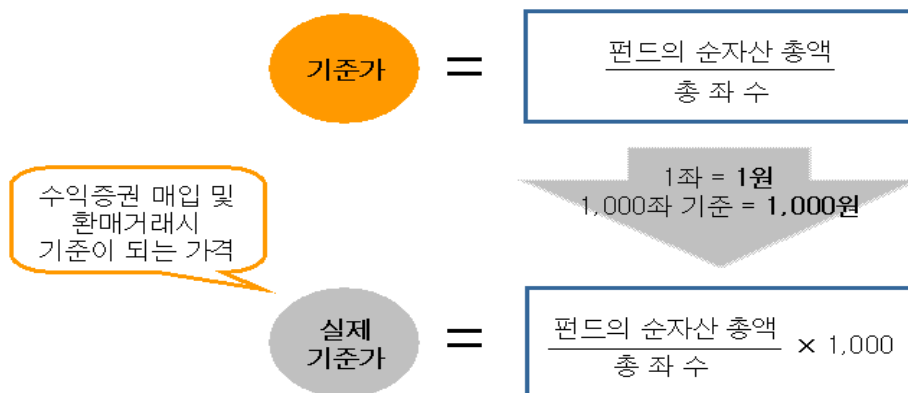 기준가 =
펀드의 순자산 총액
총 좌 수
1좌 = 1원
1,000좌 기준 = 1,000원
수익증권 매입 및
환매거래시
기준이 되는 가격
실제
기준가
=
펀드의 순자산 총액
총 좌 수
× 1,000